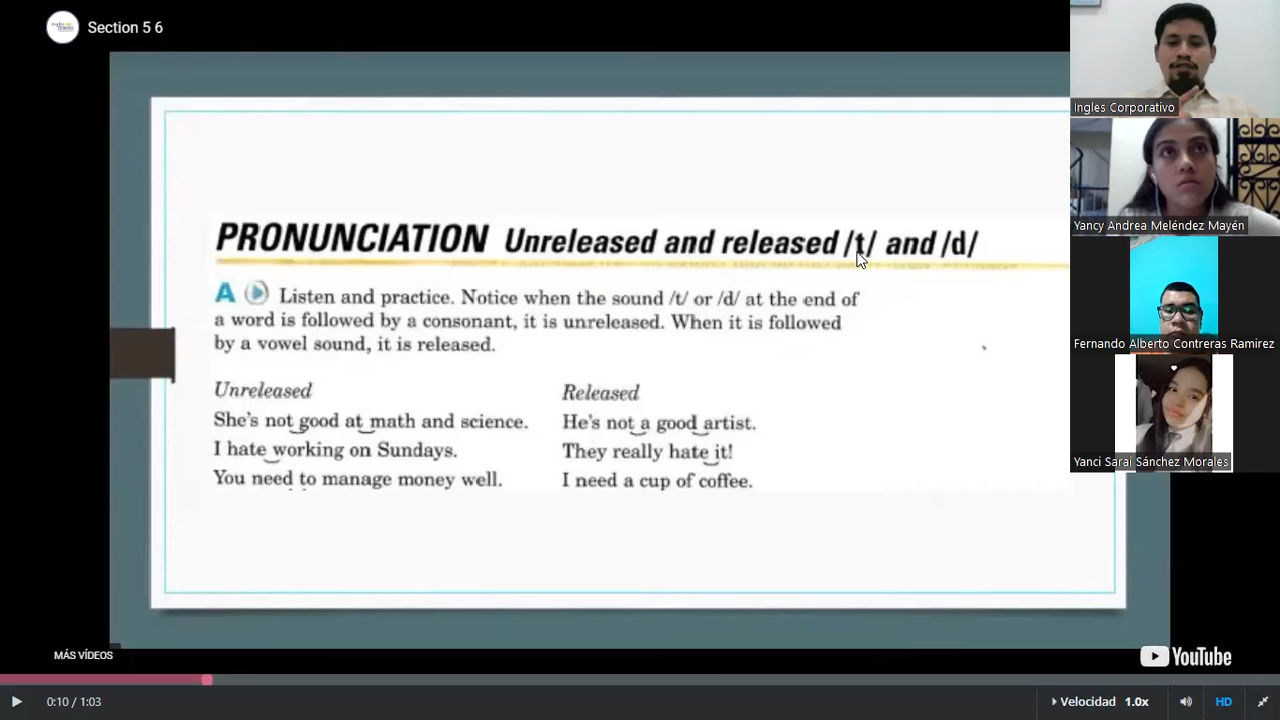 Section 5 6
Ingles Corporativo
Yancy Andrea Meléndez Mayén
PRONUNCIATION Unreleased and released /t/ and /d/
A Listen and practice. Notice when the sound /t/ or /d/ at the end of
a word is followed by a consonant, it is unreleased. When it is followed
by a vowel sound, it is released.
Fernando Alberto Contreras Ramirez
Unreleased
She's not good at math and science.
I hate working on Sundays.
You need to manage money well.
Released
He's not a good artist.
They really hate it!
I need a cup of coffee.
Yanci Sarai Sánchez Morales
MÁS VÍDEOS
YouTube
0:10 / 1:03
Velocidad 1.0x
HD